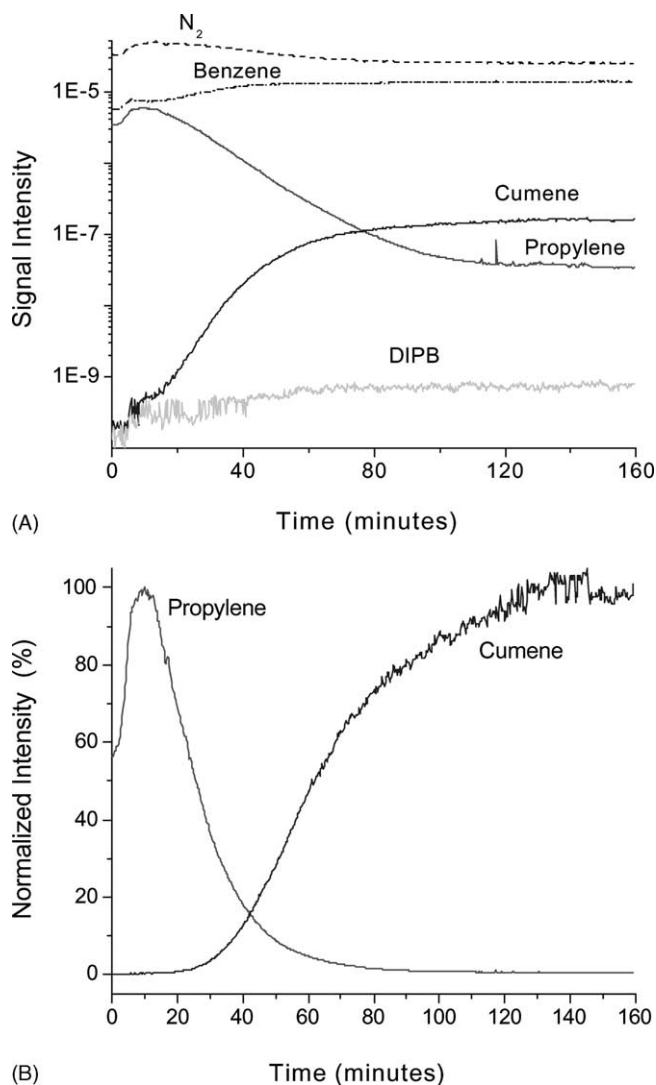 N₂
Benzene
1E-5
Cumene
1E-7
Propylene
DIPB
1E-9
Signal Intensity
0 40 80 120 160
(A) Time (minutes)
100
Propylene
80
Cumene
60
40
20
0
Normalized Intensity (%)
0 20 40 60 80 100 120 140 160
(B) Time (minutes)